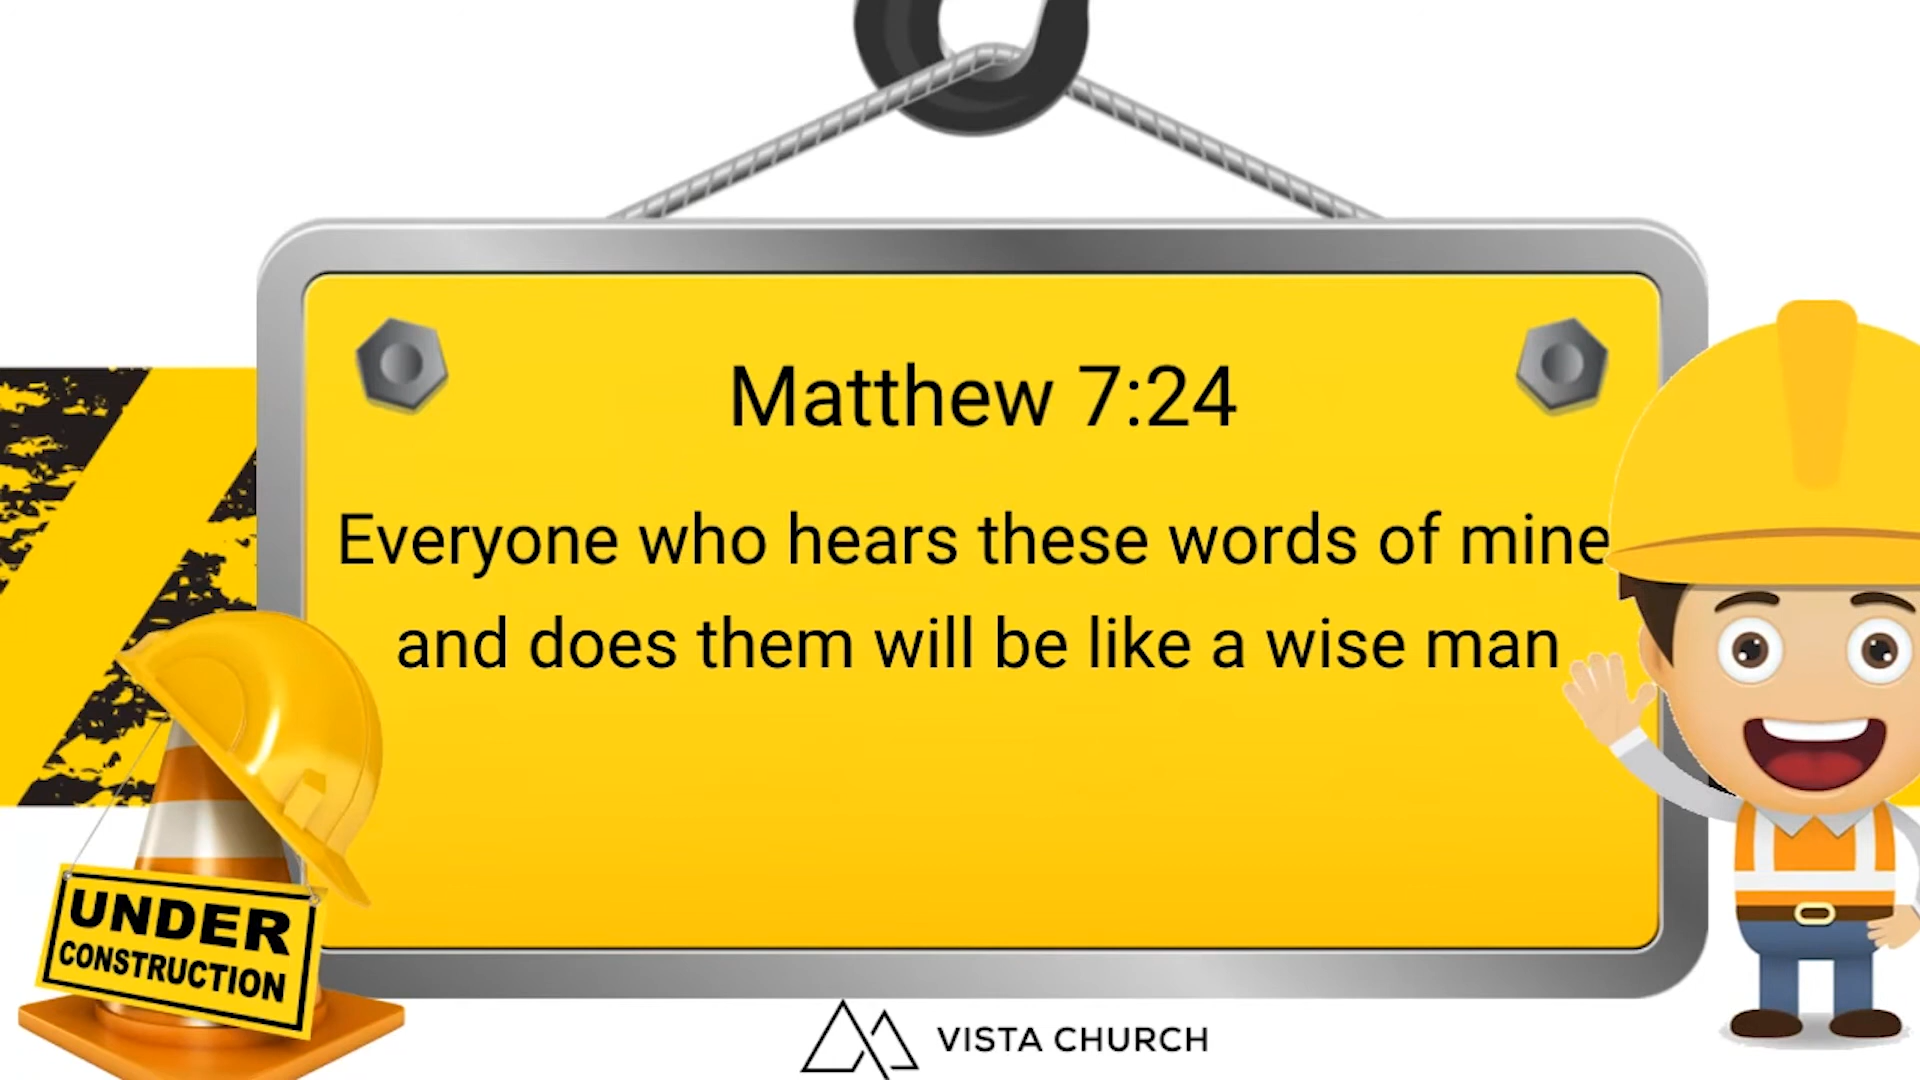 Matthew 7:24
Everyone who hears these words of mine
and does them will be like a wise man
UNDER
CONSTRUCTION
VISTA CHURCH